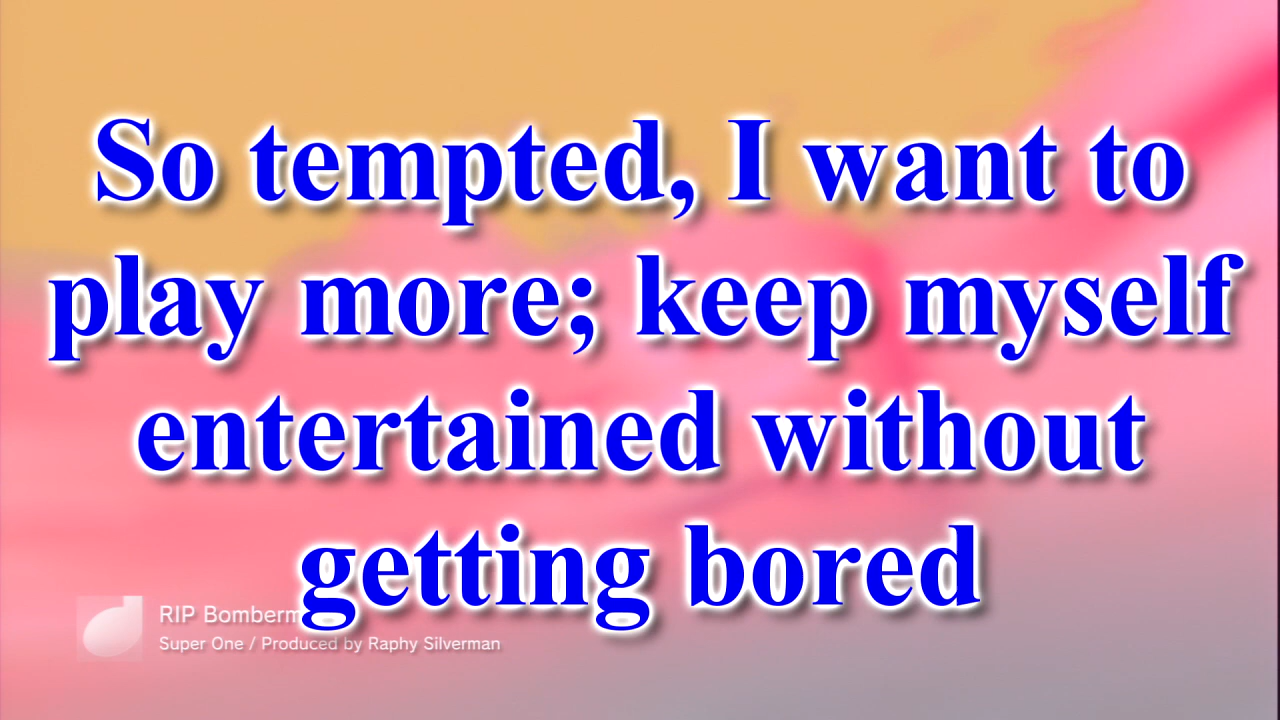 So tempted, I want to
play more; keep myself
entertained without
getting bored
RIP Bomberm
Super One / Produced by Raphy Silverman